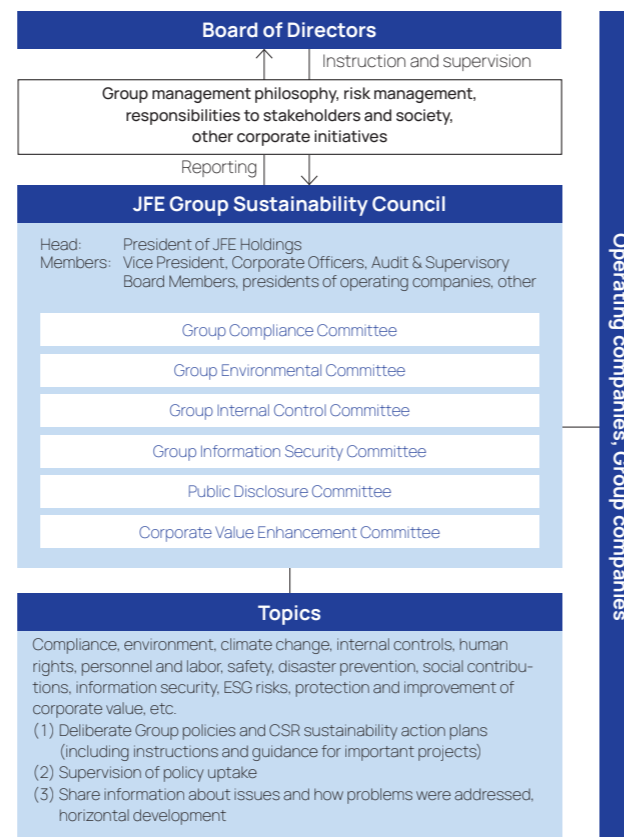 Board of Directors
Instruction and supervision
Group management philosophy, risk management,
responsibilities to stakeholders and society,
other corporate initiatives
Reporting
JFE Group Sustainability Council
Head: President of JFE Holdings
Members: Vice President, Corporate Officers, Audit & Supervisory
Board Members, presidents of operating companies, other
Group Compliance Committee
Group Environmental Committee
Group Internal Control Committee
Group Information Security Committee
Public Disclosure Committee
Corporate Value Enhancement Committee
Topics
Compliance, environment, climate change, internal controls, human
rights, personnel and labor, safety, disaster prevention, social contribu-
tions, information security, ESG risks, protection and improvement of
corporate value, etc.
(1) Deliberate Group policies and CSR sustainability action plans
(including instructions and guidance for important projects)
(2) Supervision of policy uptake
(3) Share information about issues and how problems were addressed,
horizontal development
Operating companies, Group companies